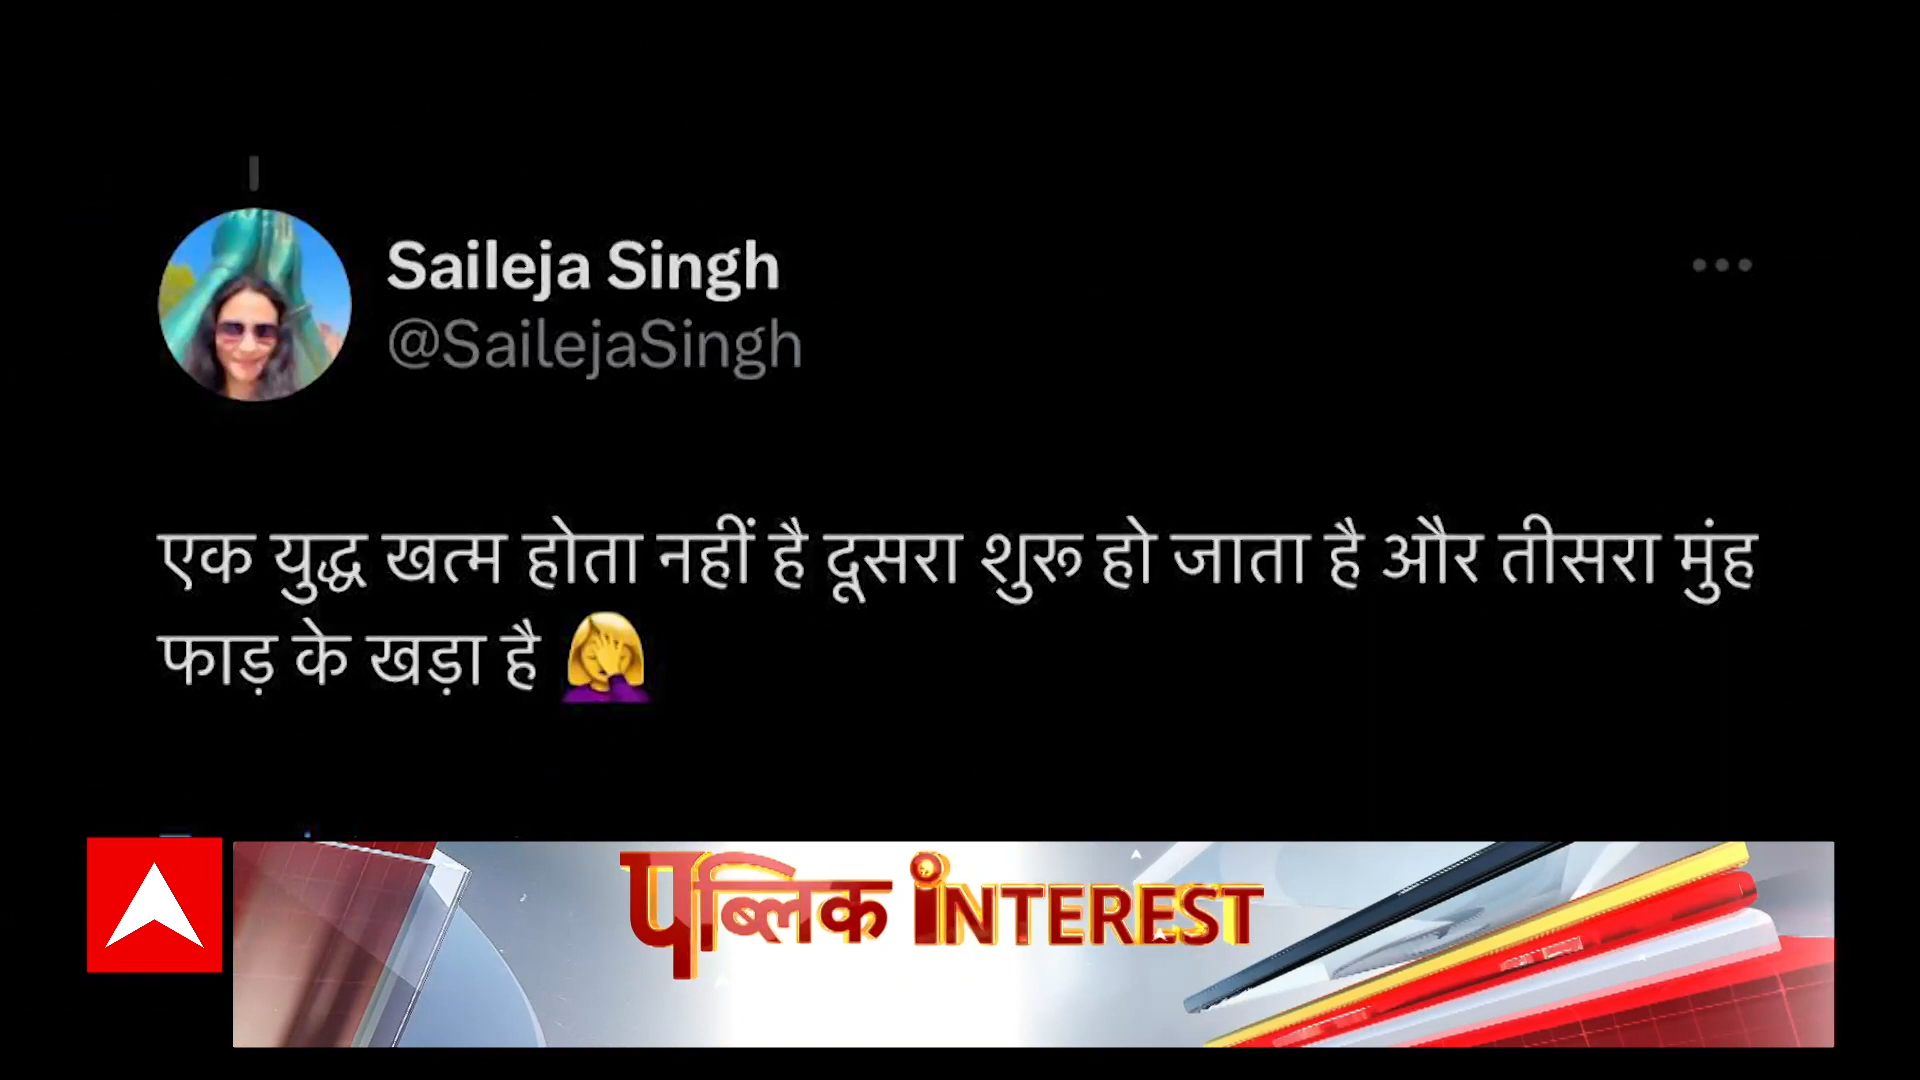 Saileja Singh
@SailejaSingh
एक युद्ध खत्म होता नहीं है दूसरा शुरू हो जाता है और तीसरा मुंह
फाड़ के खड़ा है 🤦‍♀️
पब्लिक INTEREST